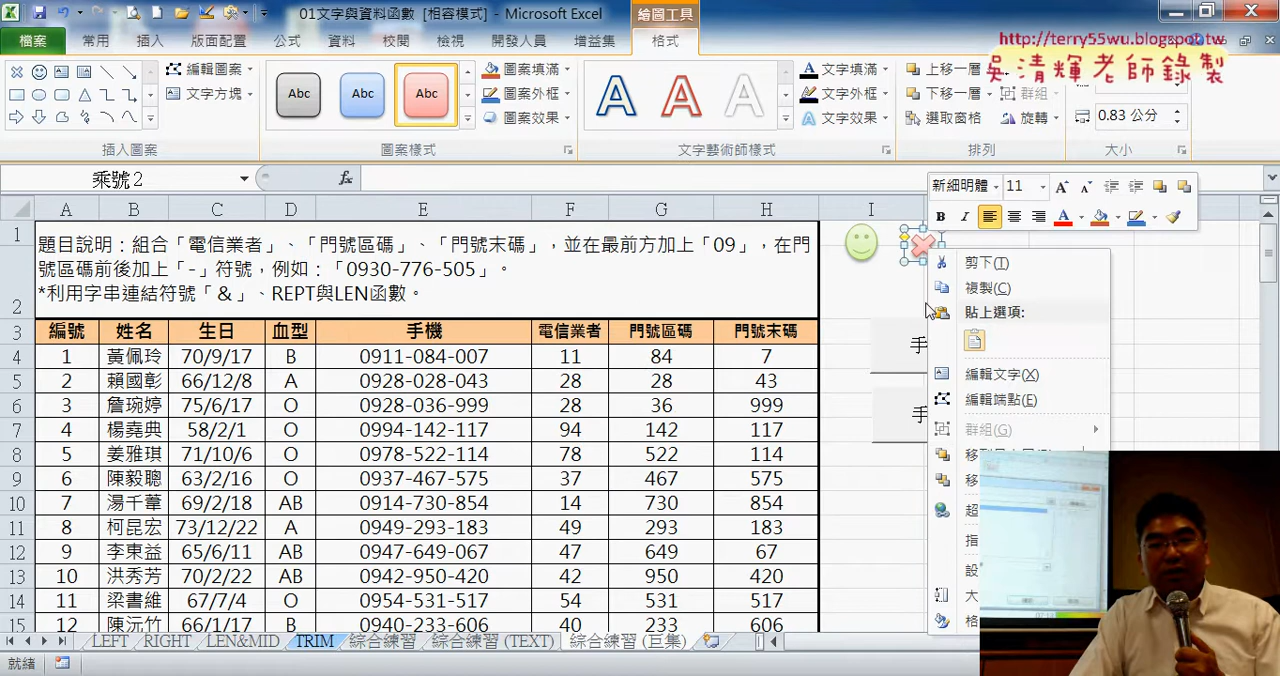 01文字與資料函數 [相容模式] - Microsoft Excel
繪圖工具
檔案 常用 插入 版面配置 公式 資料 校閱 檢視 開發人員 增益集 格式
http://terry55wu.blogspot.tw
吳清輝老師錄製
編輯圖案
文字方塊
Abc Abc Abc
圖案填滿
圖案外框
圖案效果
A A A
文字填滿
文字外框
文字效果
上移一層
下移一層
選取窗格
群組
旋轉
0.83 公分
插入圖案 圖案樣式 文字藝術師樣式 排列 大小
乘號 2 fx
新細明體 11
B I
A B C D E F G H I
題目說明：組合「電信業者」、「門號區碼」、「門號末碼」，並在最前方加上「09」，在門
號區碼前後加上「-」符號，例如：「0930-776-505」。
*利用字串連結符號「&」、REPT與LEN函數。
編號 姓名 生日 血型 手機 電信業者 門號區碼 門號末碼
1 黃佩玲 70/9/17 B 0911-084-007 11 84 7
2 賴國彰 66/12/8 A 0928-028-043 28 28 43
3 詹琬婷 75/6/17 O 0928-036-999 28 36 999
4 楊堯典 58/2/1 O 0994-142-117 94 142 117
5 姜雅琪 71/10/6 O 0978-522-114 78 522 114
6 陳毅聰 63/2/16 O 0937-467-575 37 467 575
7 湯千葦 69/2/18 AB 0914-730-854 14 730 854
8 柯昆宏 73/12/22 A 0949-293-183 49 293 183
9 李東益 65/6/11 AB 0947-649-067 47 649 67
10 洪秀芳 70/2/22 AB 0942-950-420 42 950 420
11 梁書維 67/7/4 O 0954-531-517 54 531 517
12 陳沅竹 66/1/17 B 0940-233-606 40 233 606
手
手
剪下(T)
複製(C)
貼上選項:
編輯文字(X)
編輯端點(E)
群組(G)
移
超
指
設
大
格
LEFT RIGHT LEN&MID TRIM 綜合練習 綜合練習 (TEXT) 綜合練習 (巨集)
就緒